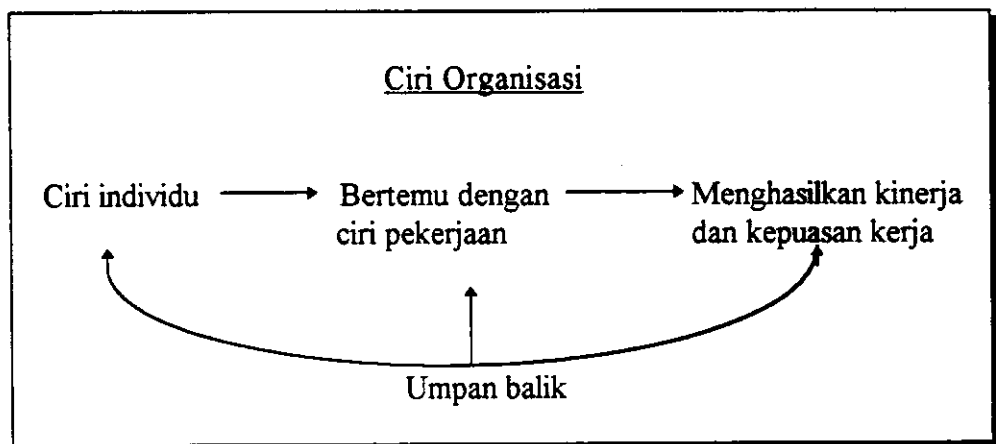 Ciri Organisasi
Ciri individu
Bertemu dengan
ciri pekerjaan
Menghasilkan kinerja
dan kepuasan kerja
Umpan balik